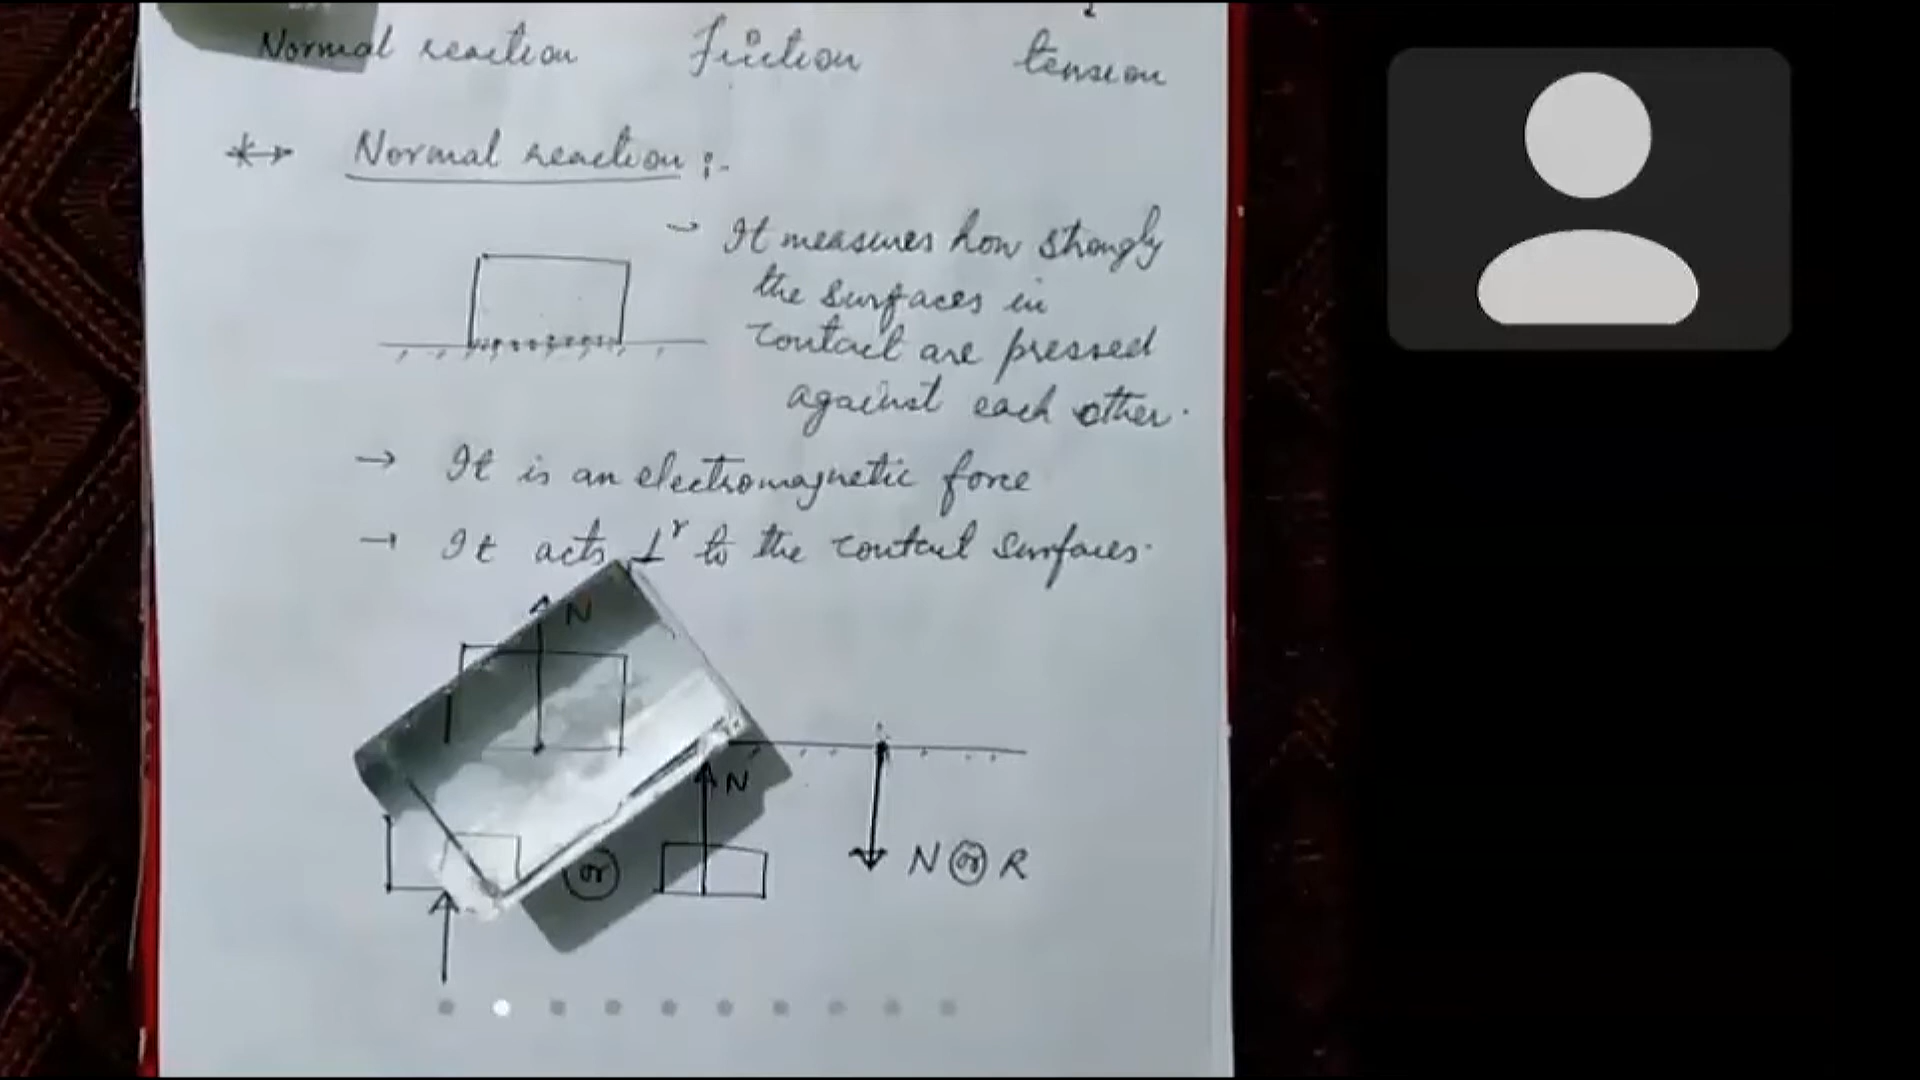 Normal reaction friction tension
Normal reaction :-
It measures how strongly
the surfaces in
contact are pressed
against each other.
→ It is an electromagnetic force
→ It acts ⊥r to the contact surfaces.
N
N
or
N or R